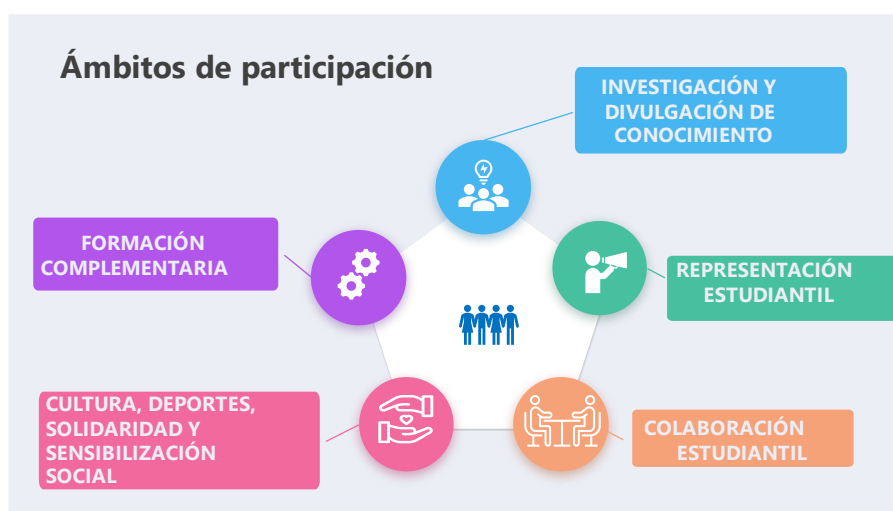 Ámbitos de participación
INVESTIGACIÓN Y
DIVULGACIÓN DE
CONOCIMIENTO
FORMACIÓN
COMPLEMENTARIA
REPRESENTACIÓN
ESTUDIANTIL
CULTURA, DEPORTES,
SOLIDARIDAD Y
SENSIBILIZACIÓN
SOCIAL
COLABORACIÓN
ESTUDIANTIL